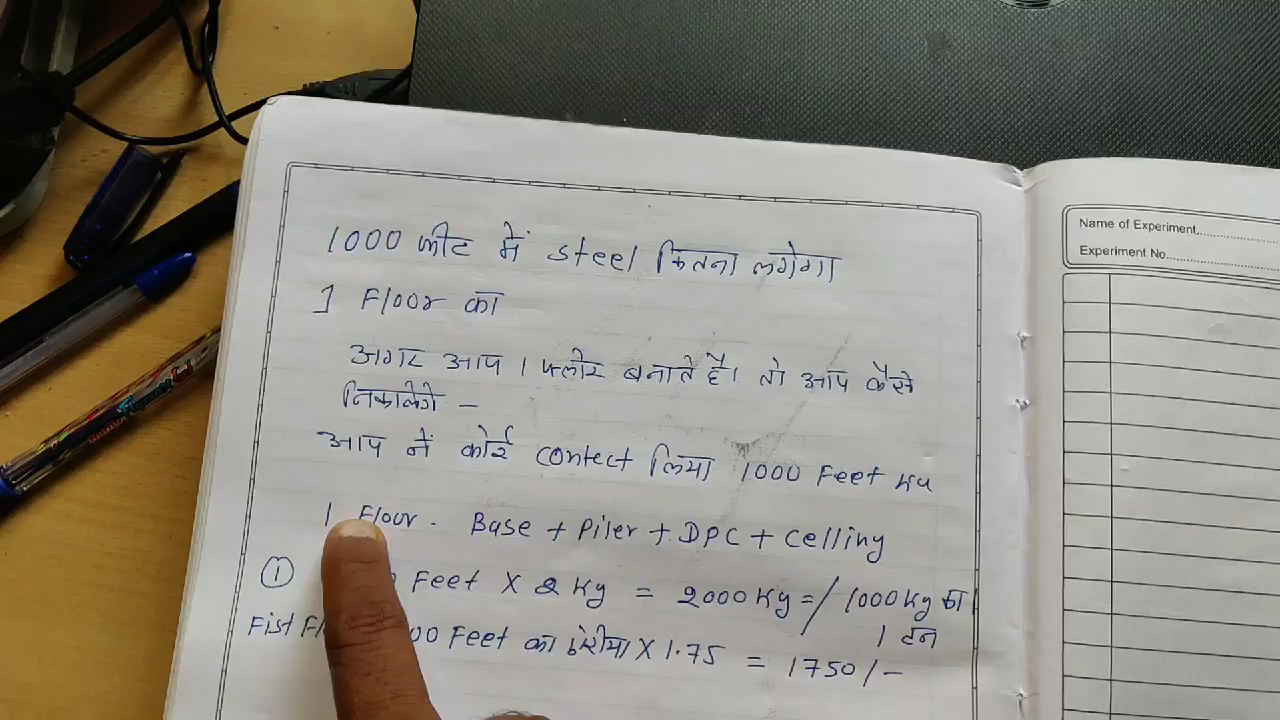 1000 फीट में steel कितना लगेगा
1 Floor का
अगर आप 1 फ्लोर बनाते है। तो आप कैसे
निकालेगे -
आप ने कोई contect लिया 1000 Feet
1 Floor. Base + Piler + DPC + Celling
① Feet X 2 Kg = 2000 Kg =/ 1000 Kg का
1 टन
Fist 00 Feet का X 1.75 = 1750/-
Name of Experiment
Experiment No